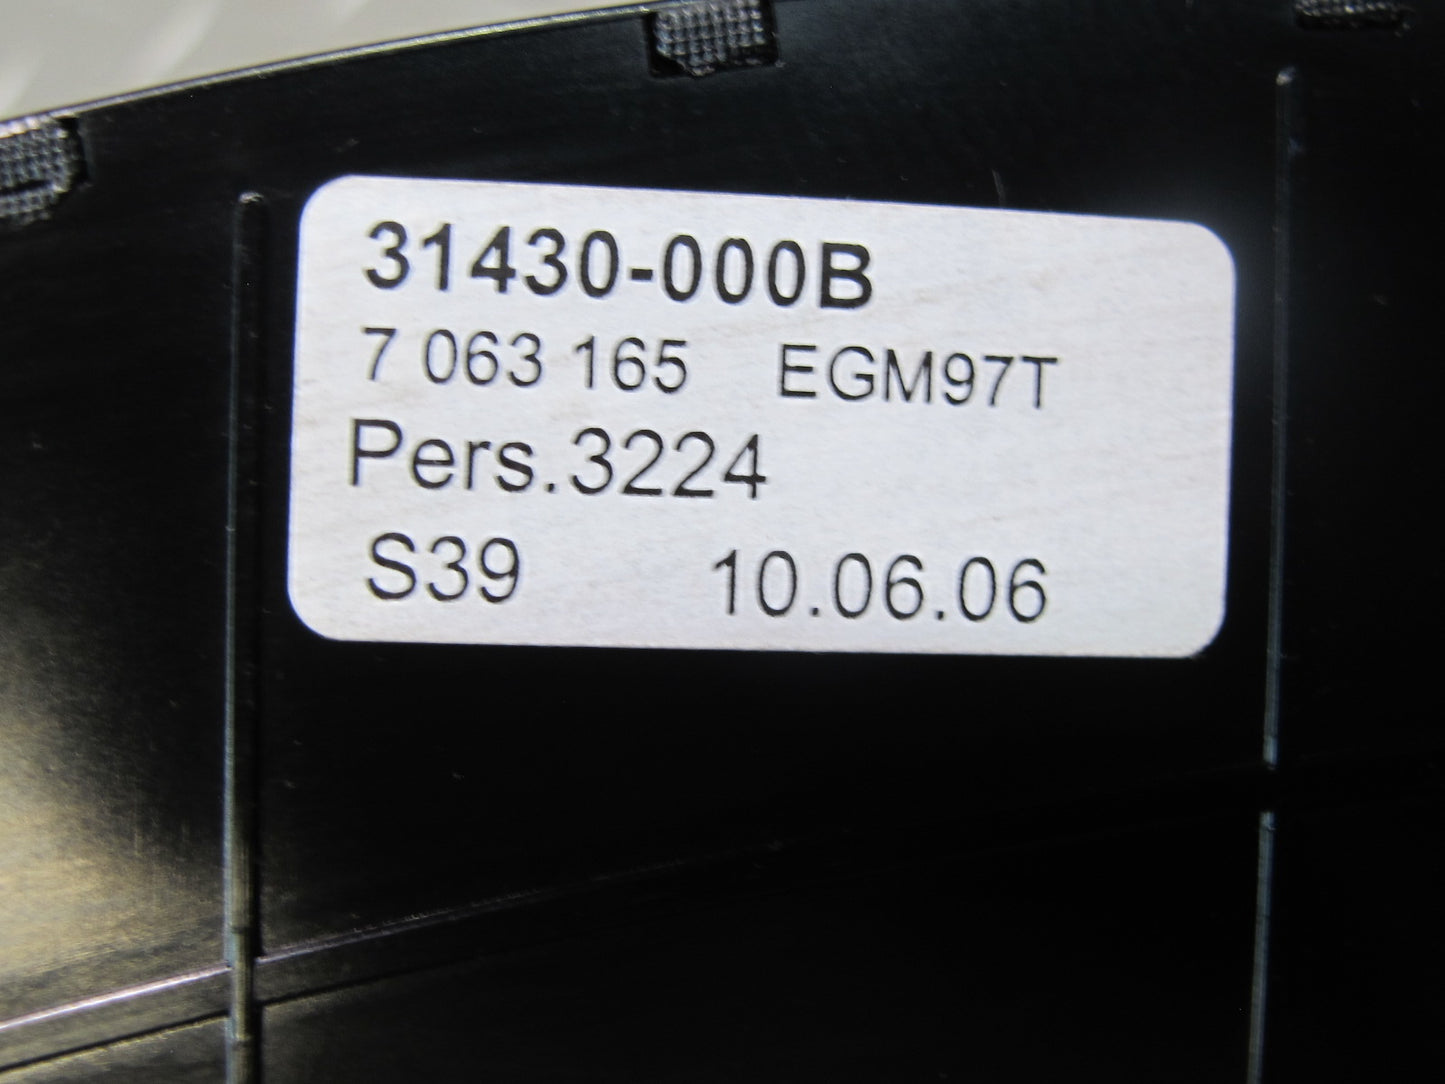 31430-000B
7 063 165 EGM97T
Pers.3224
S39 10.06.06